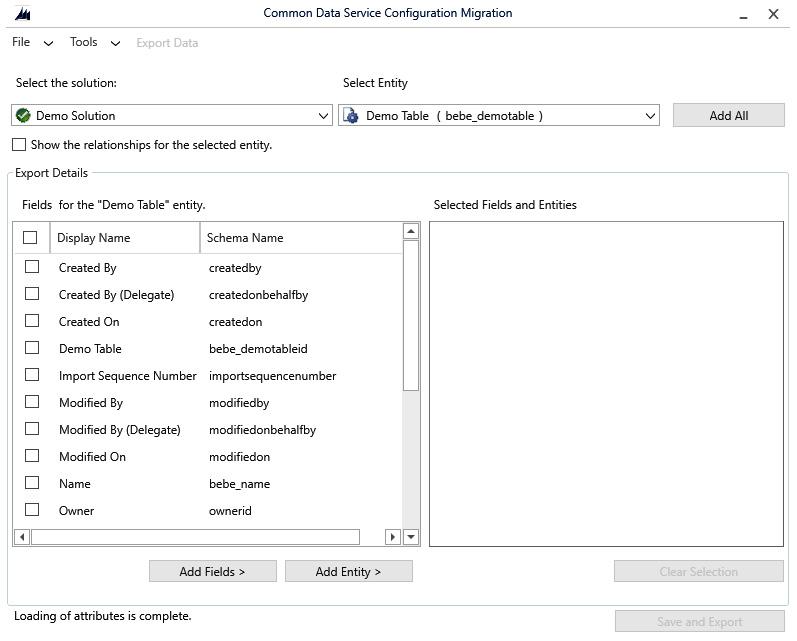 Common Data Service Configuration Migration
File Tools Export Data
Select the solution: Select Entity
Demo Solution Demo Table ( bebe_demotable ) Add All
Show the relationships for the selected entity.
Export Details
Fields for the "Demo Table" entity. Selected Fields and Entities
Display Name Schema Name
Created By createdby
Created By (Delegate) createdonbehalfby
Created On createdon
Demo Table bebe_demotableid
Import Sequence Number importsequencenumber
Modified By modifiedby
Modified By (Delegate) modifiedonbehalfby
Modified On modifiedon
Name bebe_name
Owner ownerid
Add Fields > Add Entity > Clear Selection
Loading of attributes is complete.
Save and Export